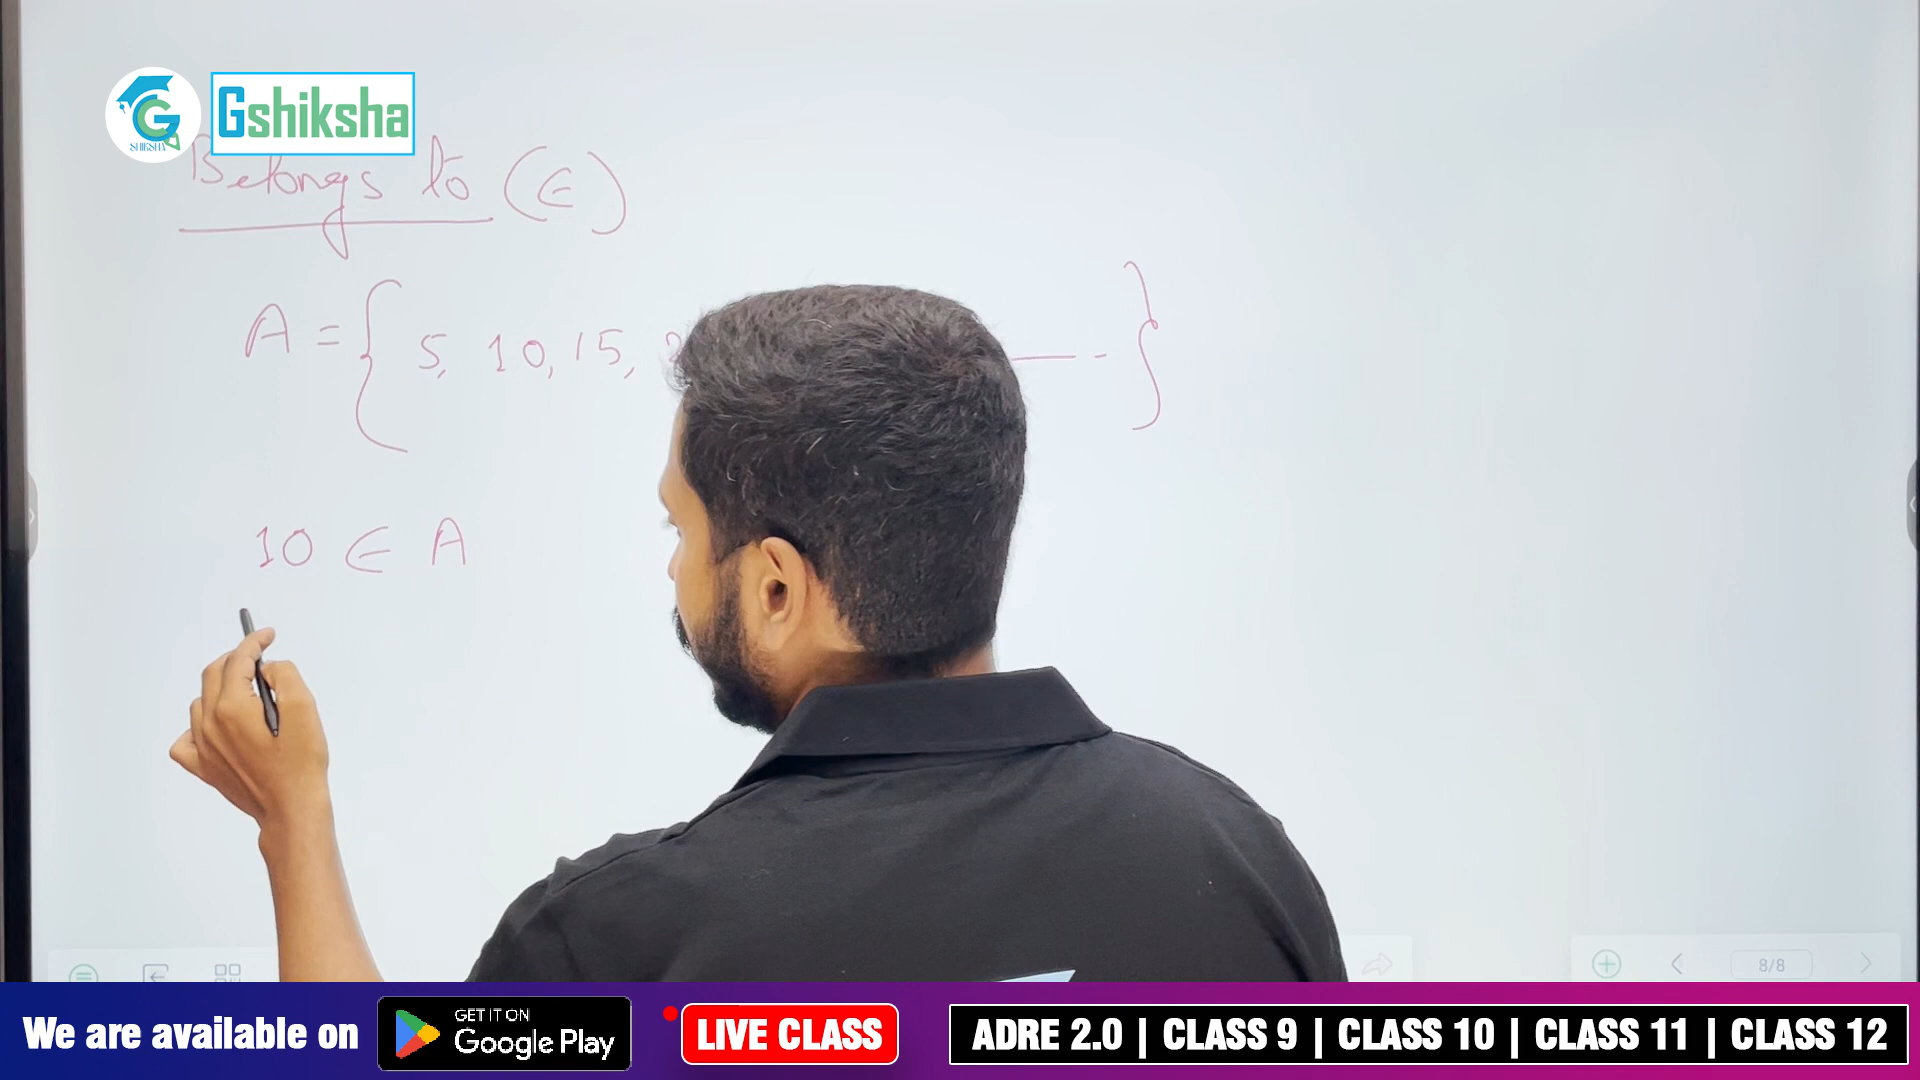 SHIKSHA
Gshiksha
Belongs to (∈)
A = { 5, 10, 15, — - }
10 ∈ A
8/8
We are available on
GET IT ON
Google Play
LIVE CLASS
ADRE 2.0 | CLASS 9 | CLASS 10 | CLASS 11 | CLASS 12